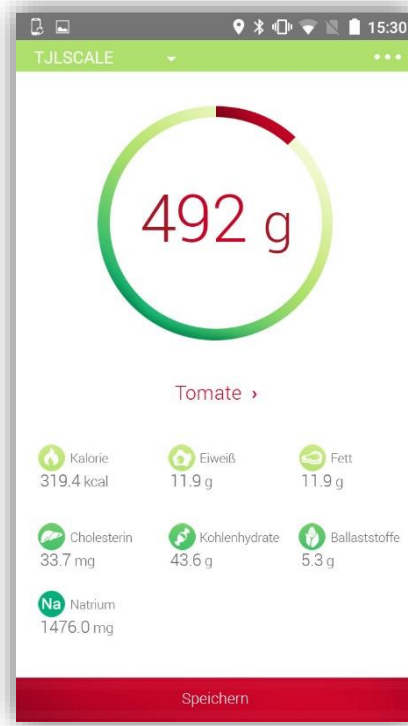 15:30
TJLSCALE
492 g
Tomate ›
Kalorie Eiweiß Fett
319.4 kcal 11.9 g 11.9 g
Cholesterin Kohlenhydrate Ballaststoffe
33.7 mg 43.6 g 5.3 g
Na Natrium
1476.0 mg
Speichern